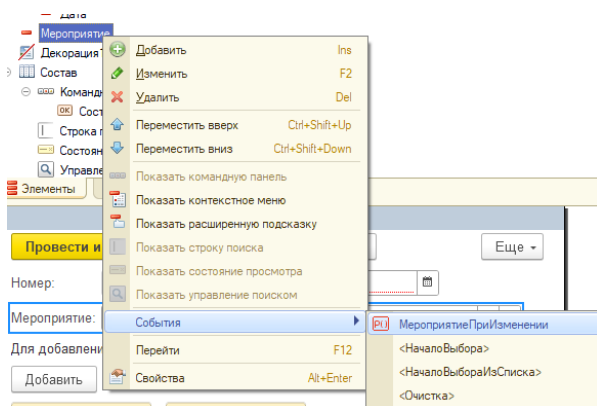 Дата
Мероприятие
Декорация
Состав
Команд
Сост
Строка п
Состоян
Управле
Элементы
Добавить Ins
Изменить F2
Удалить Del
Переместить вверх Ctrl+Shift+Up
Переместить вниз Ctrl+Shift+Down
Показать командную панель
Показать контекстное меню
Показать расширенную подсказку
Показать строку поиска
Показать состояние просмотра
Показать управление поиском
События
Перейти F12
Свойства Alt+Enter
МероприятиеПриИзменении
<НачалоВыбора>
<НачалоВыбораИзСписка>
<Очистка>
Провести и
Еще
Номер:
Мероприятие:
Для добавлени
Добавить